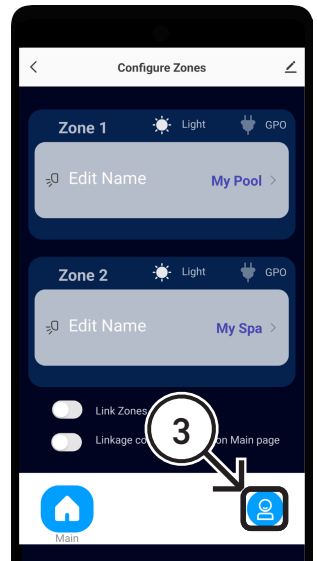 Configure Zones
Zone 1 Light GPO
Edit Name My Pool
Zone 2 Light GPO
Edit Name My Spa
Link Zones
Linkage on Main page
3
Main